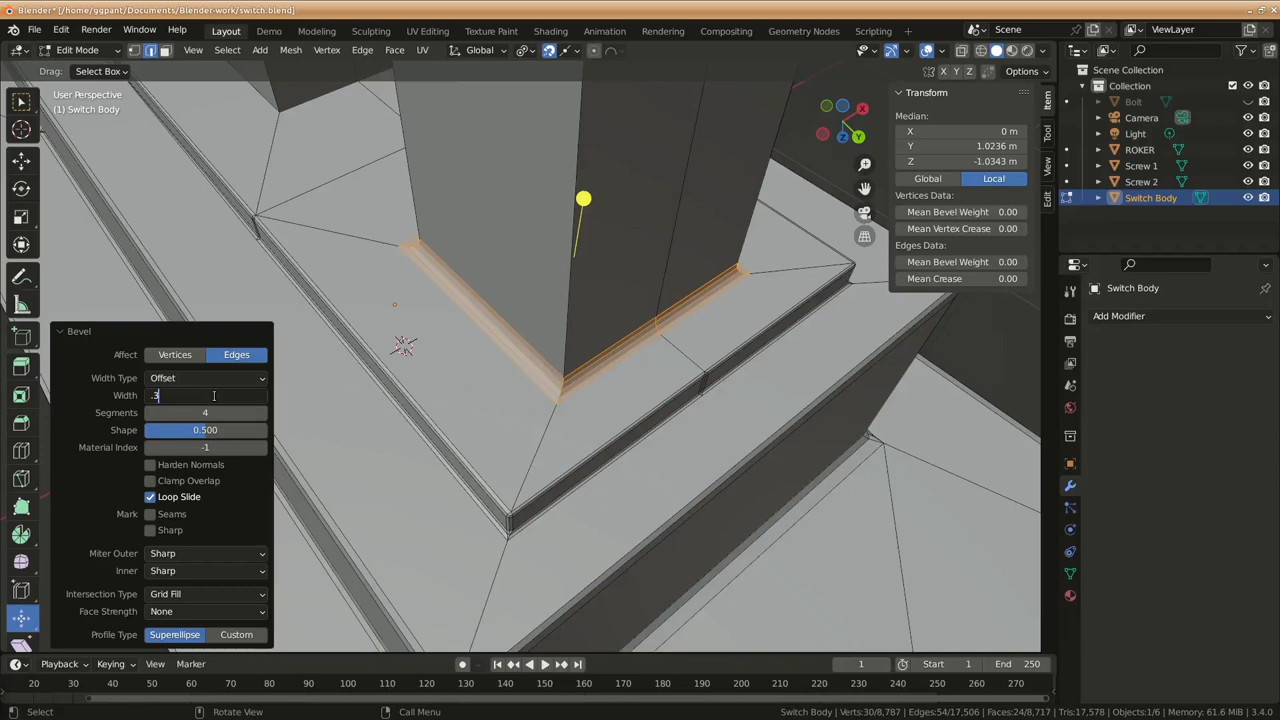 Blender* [/home/ggpant/Documents/Blender-work/switch.blend]
File Edit Render Window Help Layout Demo Modeling Sculpting UV Editing Texture Paint Shading Animation Rendering Compositing Geometry Nodes Scripting + Scene ViewLayer
Edit Mode View Select Add Mesh Vertex Edge Face UV Global
Drag: Select Box X Y Z Options
User Perspective
(1) Switch Body
Transform
Median:
X 0 m
Y 1.0236 m
Z -1.0343 m
Global Local
Vertices Data:
Mean Bevel Weight 0.00
Mean Vertex Crease 0.00
Edges Data:
Mean Bevel Weight 0.00
Mean Crease 0.00
X
Y
Z
Item
Tool
View
Edit
Scene Collection
Collection
Bolt
Camera
Light
ROKER
Screw 1
Screw 2
Switch Body
Switch Body
Add Modifier
Bevel
Affect Vertices Edges
Width Type Offset
Width .3
Segments 4
Shape 0.500
Material Index -1
Harden Normals
Clamp Overlap
Loop Slide
Mark Seams
Sharp
Miter Outer Sharp
Inner Sharp
Intersection Type Grid Fill
Face Strength None
Profile Type Superellipse Custom
Playback Keying View Marker 1 Start 1 End 250
20 30 40 50 60 70 80 90 100 110 120 130 140 150 160 170 180 190 200 210 220 230 240 250 260 270
Select Rotate View Call Menu Switch Body | Verts:30/8,787 | Edges:54/17,506 | Faces:24/8,717 | Tris:17,578 | Objects:1/6 | Memory: 61.6 MiB | 3.4.0